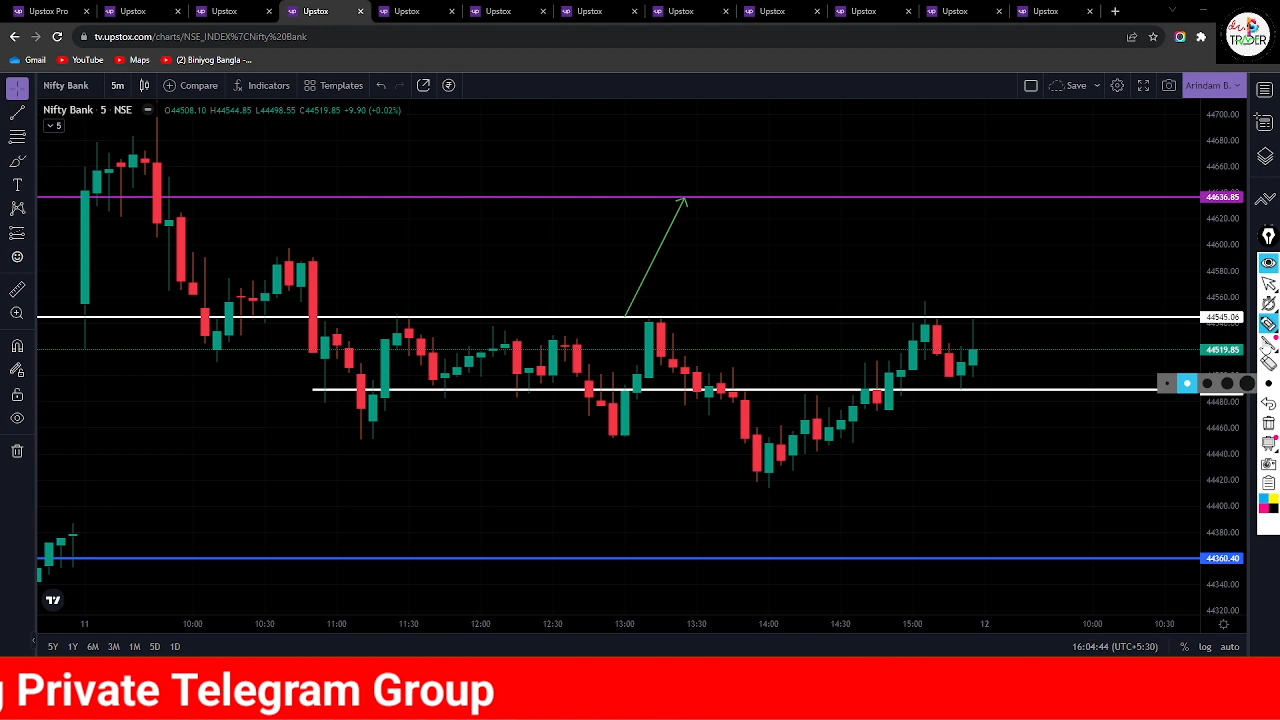 Upstox Pro
Upstox
Upstox
Upstox
Upstox
Upstox
Upstox
Upstox
Upstox
Upstox
Upstox
Upstox
tv.upstox.com/charts/NSE_INDEX%7CNifty%20Bank
Gmail
YouTube
Maps
(2) Biniyog Bangla -...
TRADER
Nifty Bank
5m
Compare
Indicators
Templates
Save
Arindam B.
Nifty Bank · 5 · NSE
O44508.10 H44544.85 L44498.55 C44519.85 +9.90 (+0.02%)
5
44700.00
44680.00
44660.00
44636.85
44620.00
44600.00
44580.00
44560.00
44545.06
44519.85
44480.00
44460.00
44440.00
44420.00
44400.00
44380.00
44360.40
44340.00
44320.00
11
10:00
10:30
11:00
11:30
12:00
12:30
13:00
13:30
14:00
14:30
15:00
12
10:00
10:30
5Y
1Y
6M
3M
1M
5D
1D
16:04:44 (UTC+5:30)
%
log
auto
Private Telegram Group